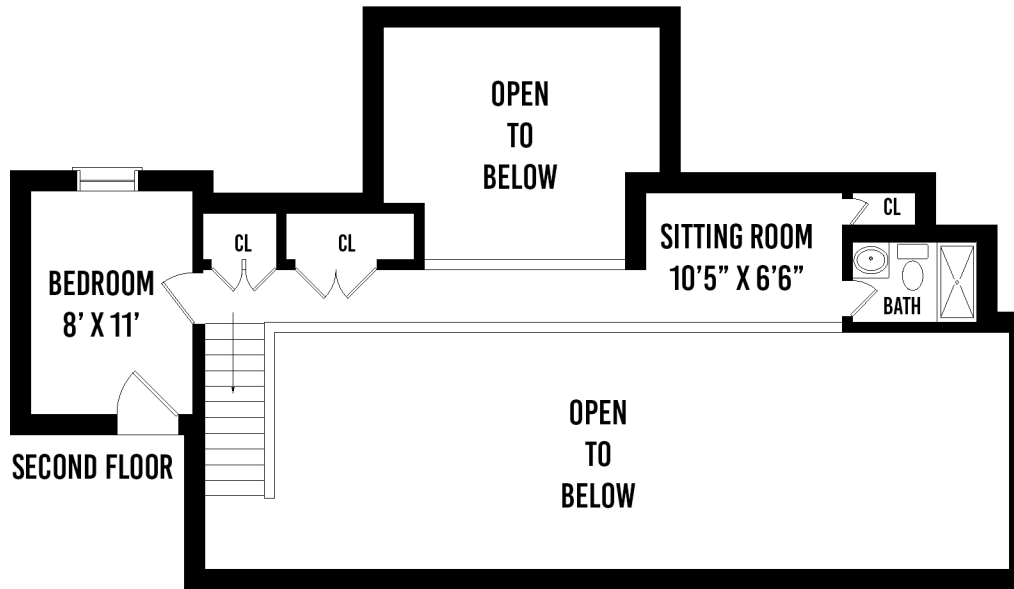 OPEN
TO
BELOW
CL
CL
CL
SITTING ROOM
10'5” X 6'6”
BEDROOM
8' X 11'
BATH
OPEN
TO
BELOW
SECOND FLOOR